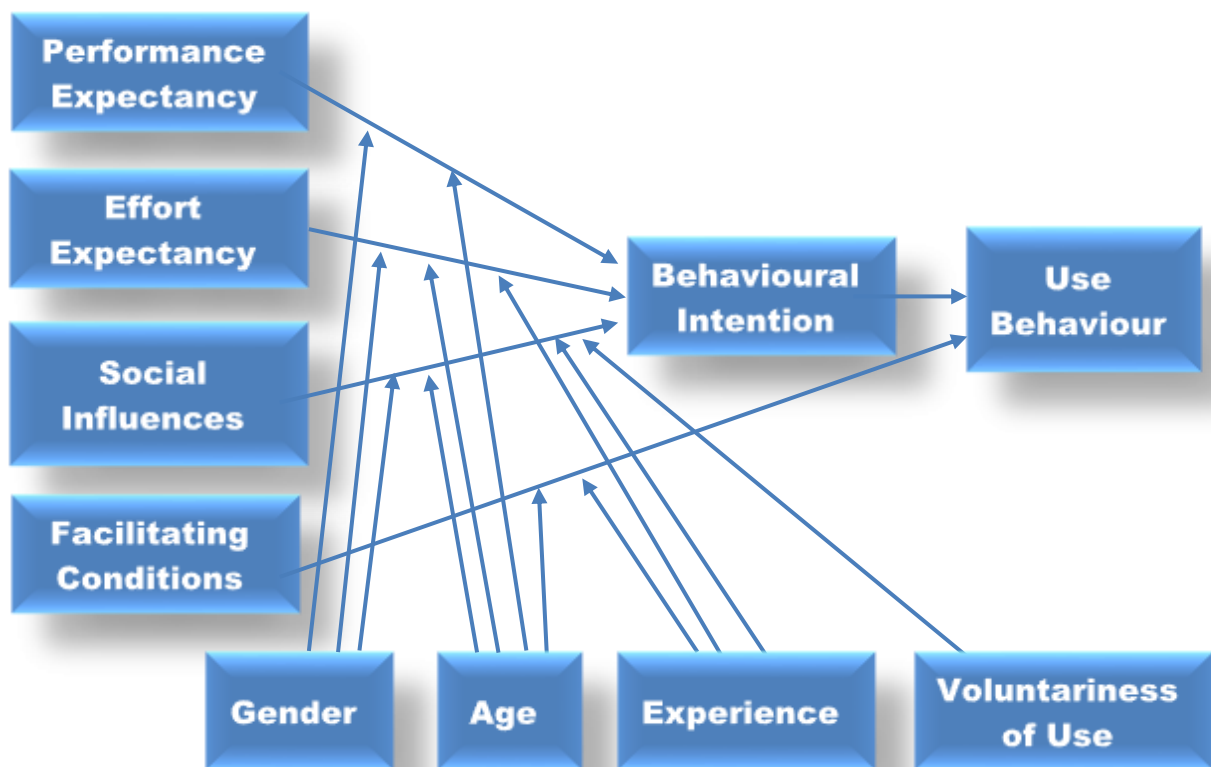 Performance
Expectancy
Effort
Expectancy
Social
Influences
Facilitating
Conditions
Behavioural
Intention
Use
Behaviour
Gender
Age
Experience
Voluntariness
of Use